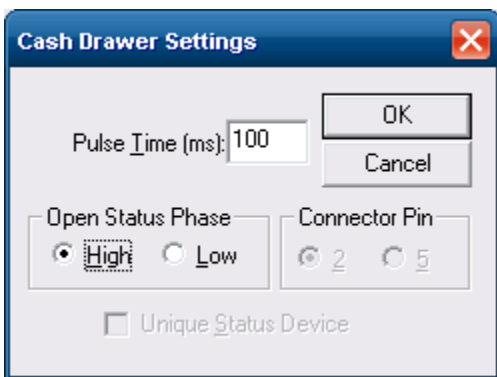 Cash Drawer Settings
Pulse Time (ms): 100
OK
Cancel
Open Status Phase
High Low
Connector Pin
2 5
Unique Status Device